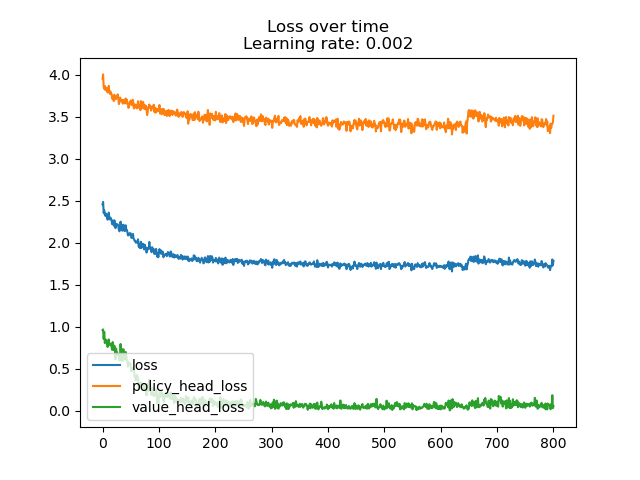 Loss over time
Learning rate: 0.002
4.0
3.5
3.0
2.5
2.0
1.5
1.0
0.5
0.0
loss
policy_head_loss
value_head_loss
0 100 200 300 400 500 600 700 800